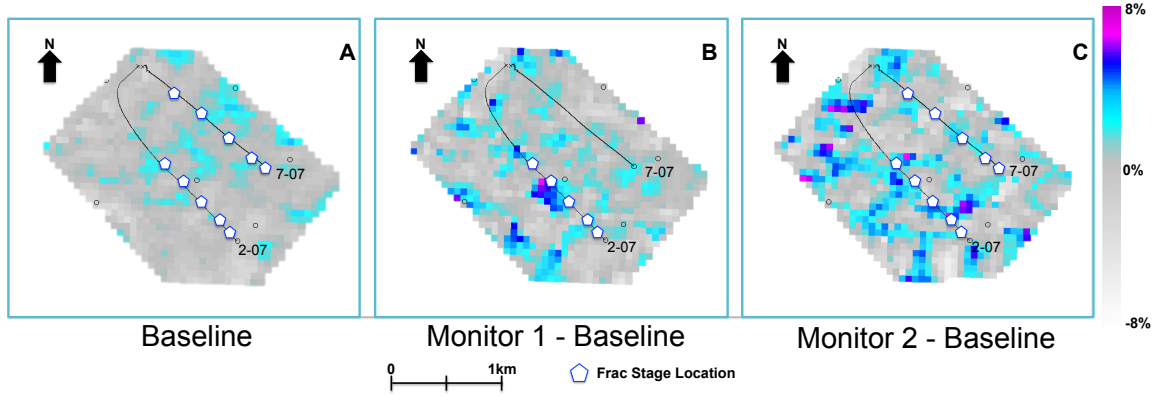 N
A
7-07
2-07
Baseline
N
B
7-07
2-07
Monitor 1 - Baseline
N
C
7-07
2-07
Monitor 2 - Baseline
8%
0%
-8%
0 1km
Frac Stage Location